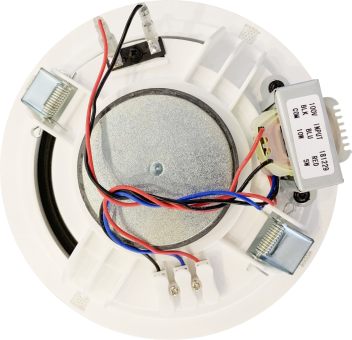 100V INPUT 181229
BLK BLU RED
COM 10W 5W